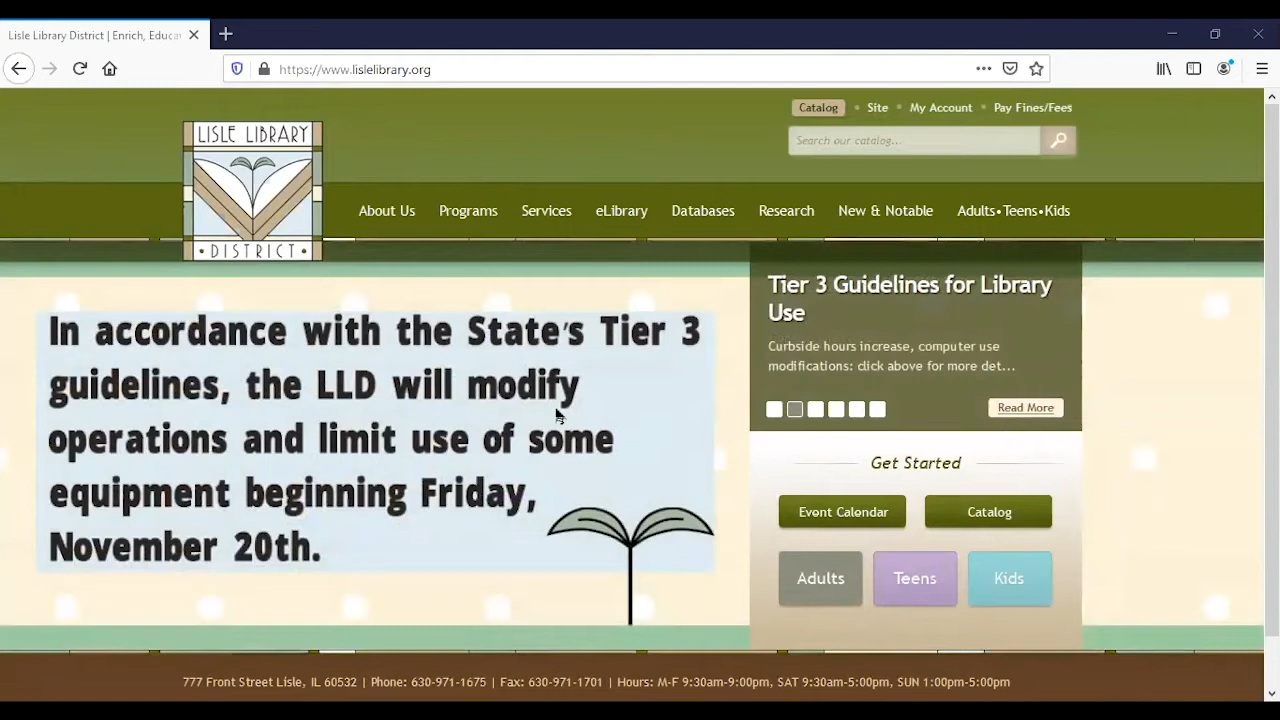 Lisle Library District | Enrich, Educa
https://www.lislelibrary.org
Catalog • Site • My Account • Pay Fines/Fees
Search our catalog...
LISLE LIBRARY
• DISTRICT •
About Us Programs Services eLibrary Databases Research New & Notable Adults•Teens•Kids
In accordance with the State's Tier 3
guidelines, the LLD will modify
operations and limit use of some
equipment beginning Friday,
November 20th.
Tier 3 Guidelines for Library
Use
Curbside hours increase, computer use
modifications: click above for more det...
Read More
Get Started
Event Calendar Catalog
Adults Teens Kids
777 Front Street Lisle, IL 60532 | Phone: 630-971-1675 | Fax: 630-971-1701 | Hours: M-F 9:30am-9:00pm, SAT 9:30am-5:00pm, SUN 1:00pm-5:00pm